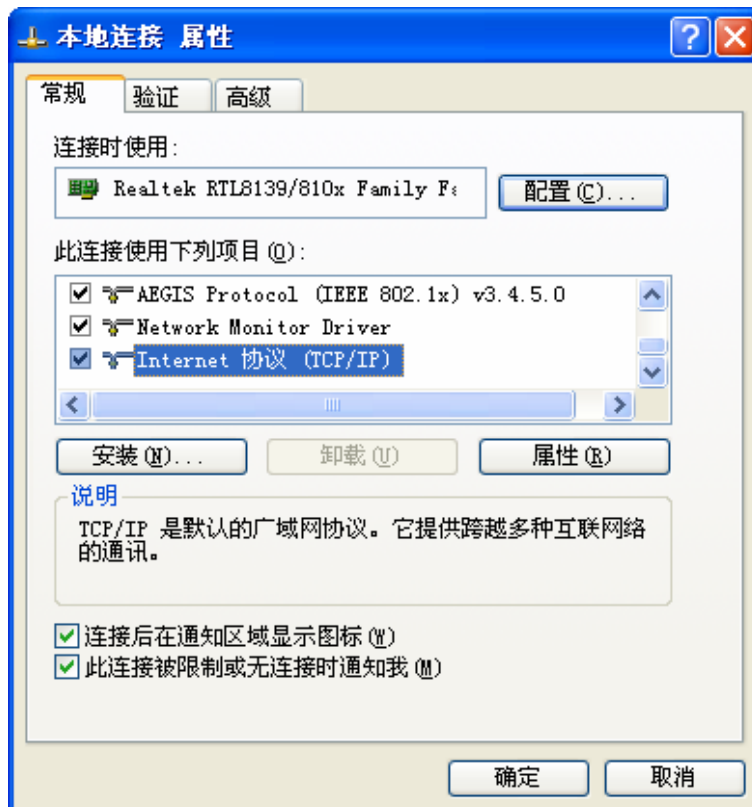 本地连接 属性
常规 验证 高级
连接时使用:
Realtek RTL8139/810x Family Fa
配置(C)...
此连接使用下列项目(O):
AEGIS Protocol (IEEE 802.1x) v3.4.5.0
Network Monitor Driver
Internet 协议 (TCP/IP)
安装(N)... 卸载(U) 属性(R)
说明
TCP/IP 是默认的广域网协议。它提供跨越多种互联网络
的通讯。
连接后在通知区域显示图标(W)
此连接被限制或无连接时通知我(M)
确定 取消